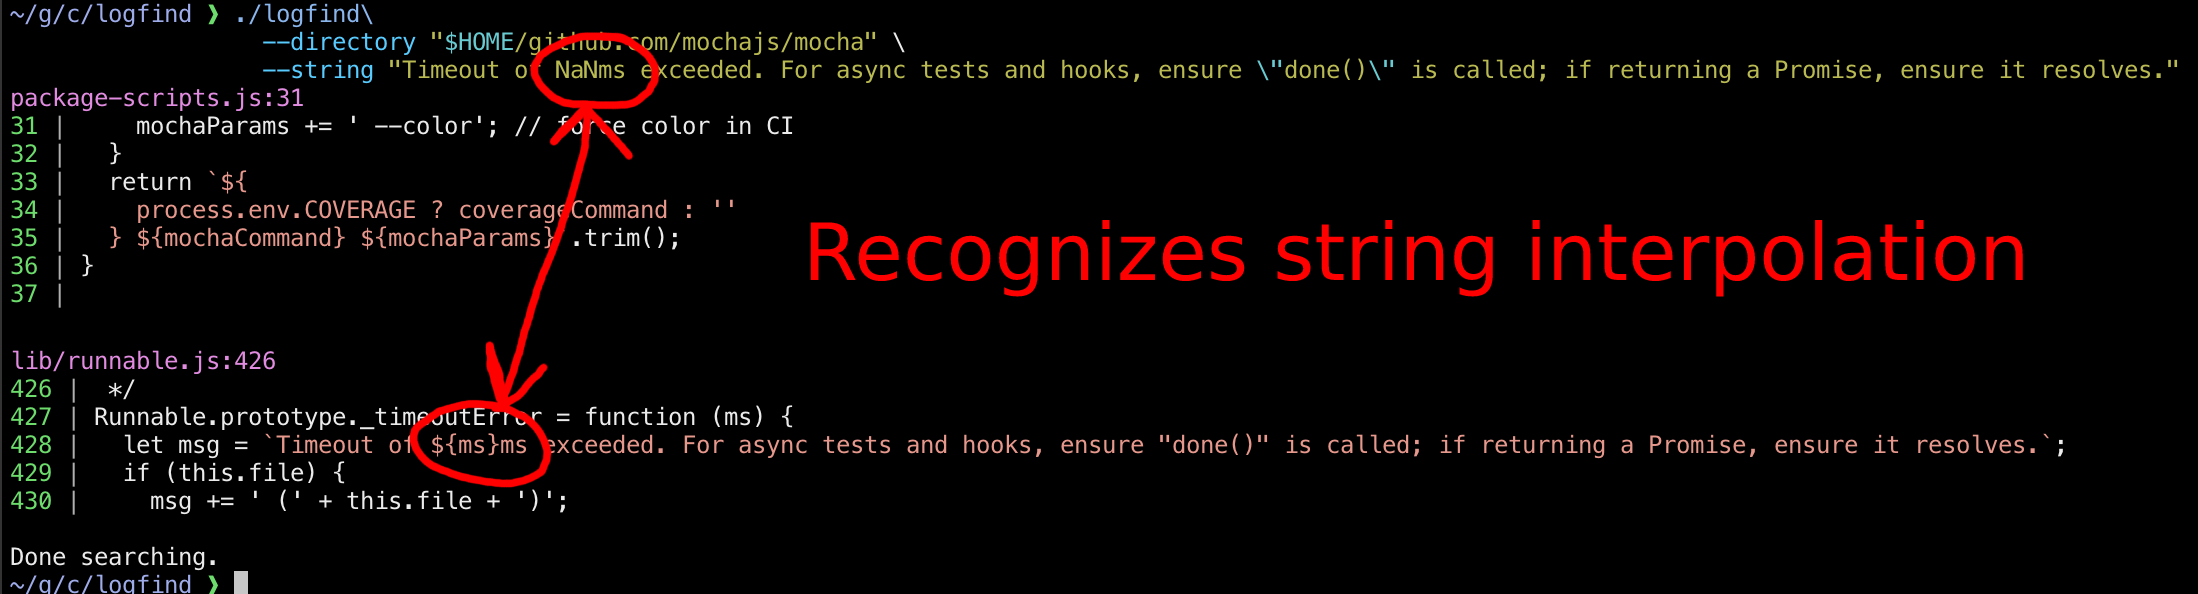 ~/g/c/logfind ❯ ./logfind\
--directory "$HOME/github.com/mochajs/mocha" \
--string "Timeout of NaNms exceeded. For async tests and hooks, ensure \"done()\" is called; if returning a Promise, ensure it resolves."
package-scripts.js:31
31 |     mochaParams += ' --color'; // force color in CI
32 |   }
33 |   return `${
34 |     process.env.COVERAGE ? coverageCommand : ''
35 |   } ${mochaCommand} ${mochaParams}`.trim();
36 | }
37 |
Recognizes string interpolation
lib/runnable.js:426
426 |  */
427 | Runnable.prototype._timeoutError = function (ms) {
428 |   let msg = `Timeout of ${ms}ms exceeded. For async tests and hooks, ensure "done()" is called; if returning a Promise, ensure it resolves.`;
429 |   if (this.file) {
430 |     msg += ' (' + this.file + ')';
Done searching.
~/g/c/logfind ❯